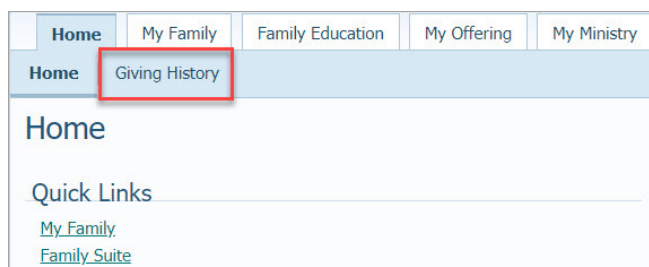 Home My Family Family Education My Offering My Ministry
Home Giving History
Home
Quick Links
My Family
Family Suite